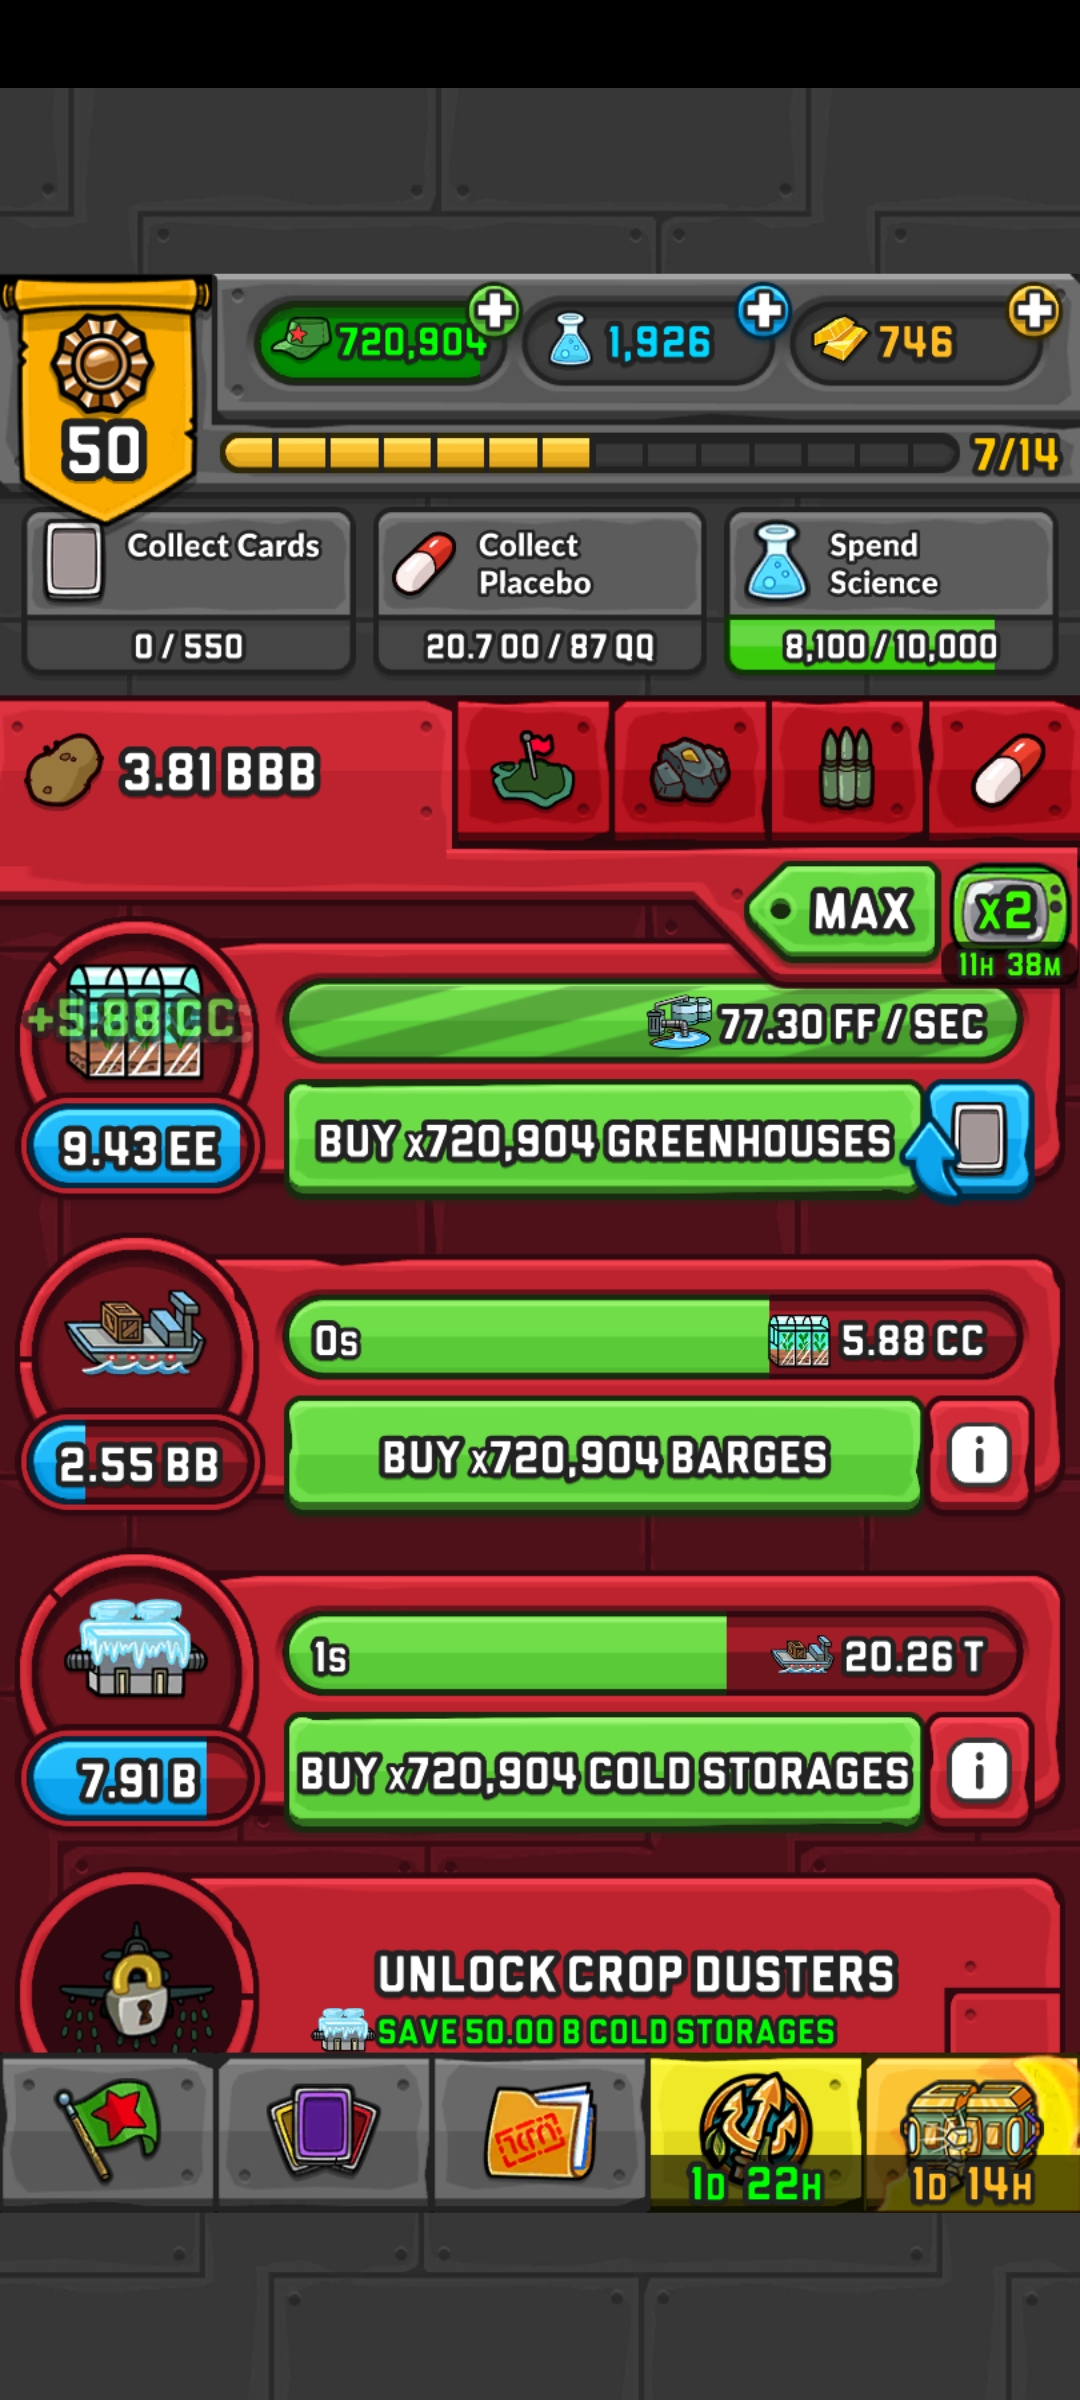 720,904
1,926
746
50
7/14
Collect Cards
0 / 550
Collect
Placebo
20.7 OO / 87 QQ
Spend
Science
8,100 / 10,000
3.81 BBB
MAX
x2
11H 38M
+5.88 CC
77.30 FF / SEC
9.43 EE
BUY x720,904 GREENHOUSES
0s
5.88 CC
2.55 BB
BUY x720,904 BARGES
i
1s
20.26 T
7.91 B
BUY x720,904 COLD STORAGES
i
UNLOCK CROP DUSTERS
SAVE 50.00 B COLD STORAGES
1D 22H
1D 14H